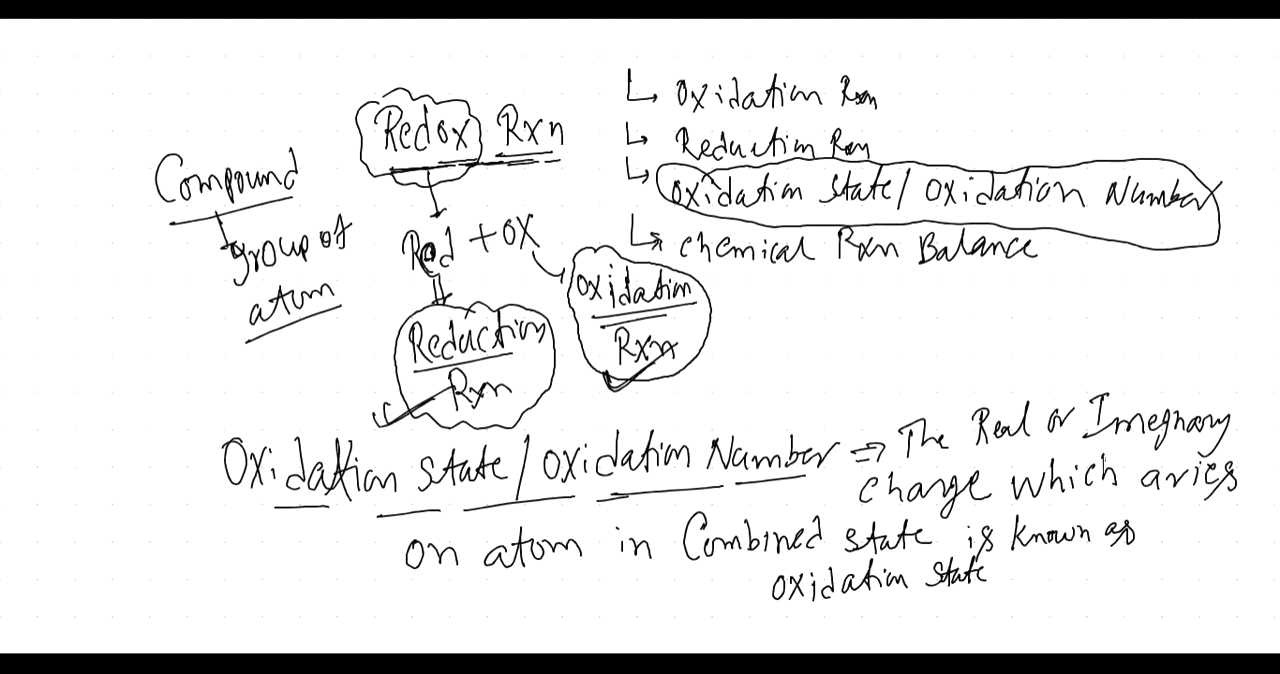 Redox Rxn
Red + OX
Reduction
Rxn
Oxidation
Rxn
Compound
group of
atom
↳ Oxidation Rxn
↳ Reduction Rxn
↳ Oxidation State/Oxidation Number
↳ Chemical Rxn Balance
Oxidation State/Oxidation Number ⇒ The Real or Imegnary
charge which aries
on atom in Combined state is known as
oxidation state